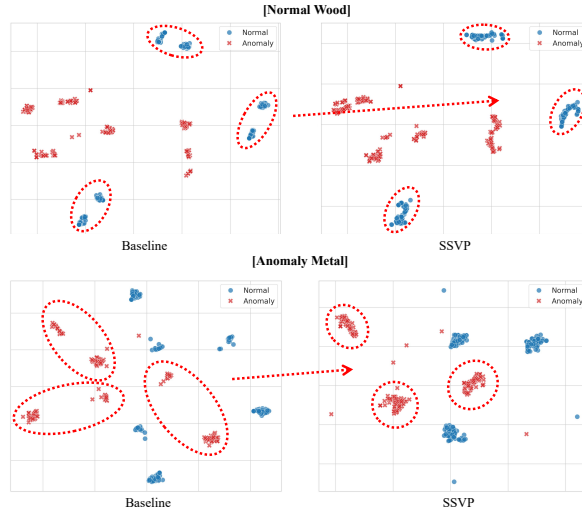 [Normal Wood]
Normal
Anomaly
Normal
Anomaly
Baseline
SSVP
[Anomaly Metal]
Normal
Anomaly
Normal
Anomaly
Baseline
SSVP